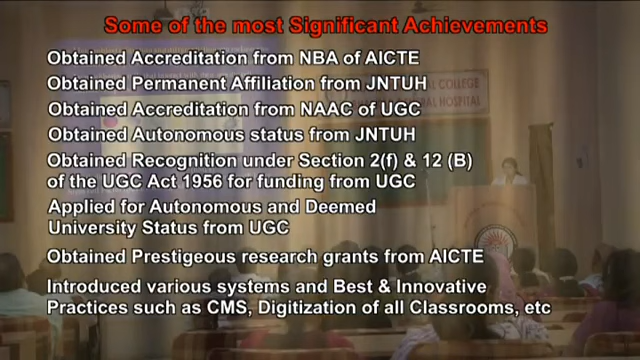 Some of the most Significant Achievements
Obtained Accreditation from NBA of AICTE
Obtained Permanent Affiliation from JNTUH
COLLEGE
Obtained Accreditation from NAAC of UGC
HOSPITAL
Obtained Autonomous status from JNTUH
Obtained Recognition under Section 2(f) & 12 (B)
of the UGC Act 1956 for funding from UGC
Applied for Autonomous and Deemed
University Status from UGC
Obtained Prestigeous research grants from AICTE
Introduced various systems and Best & Innovative
Practices such as CMS, Digitization of all Classrooms, etc